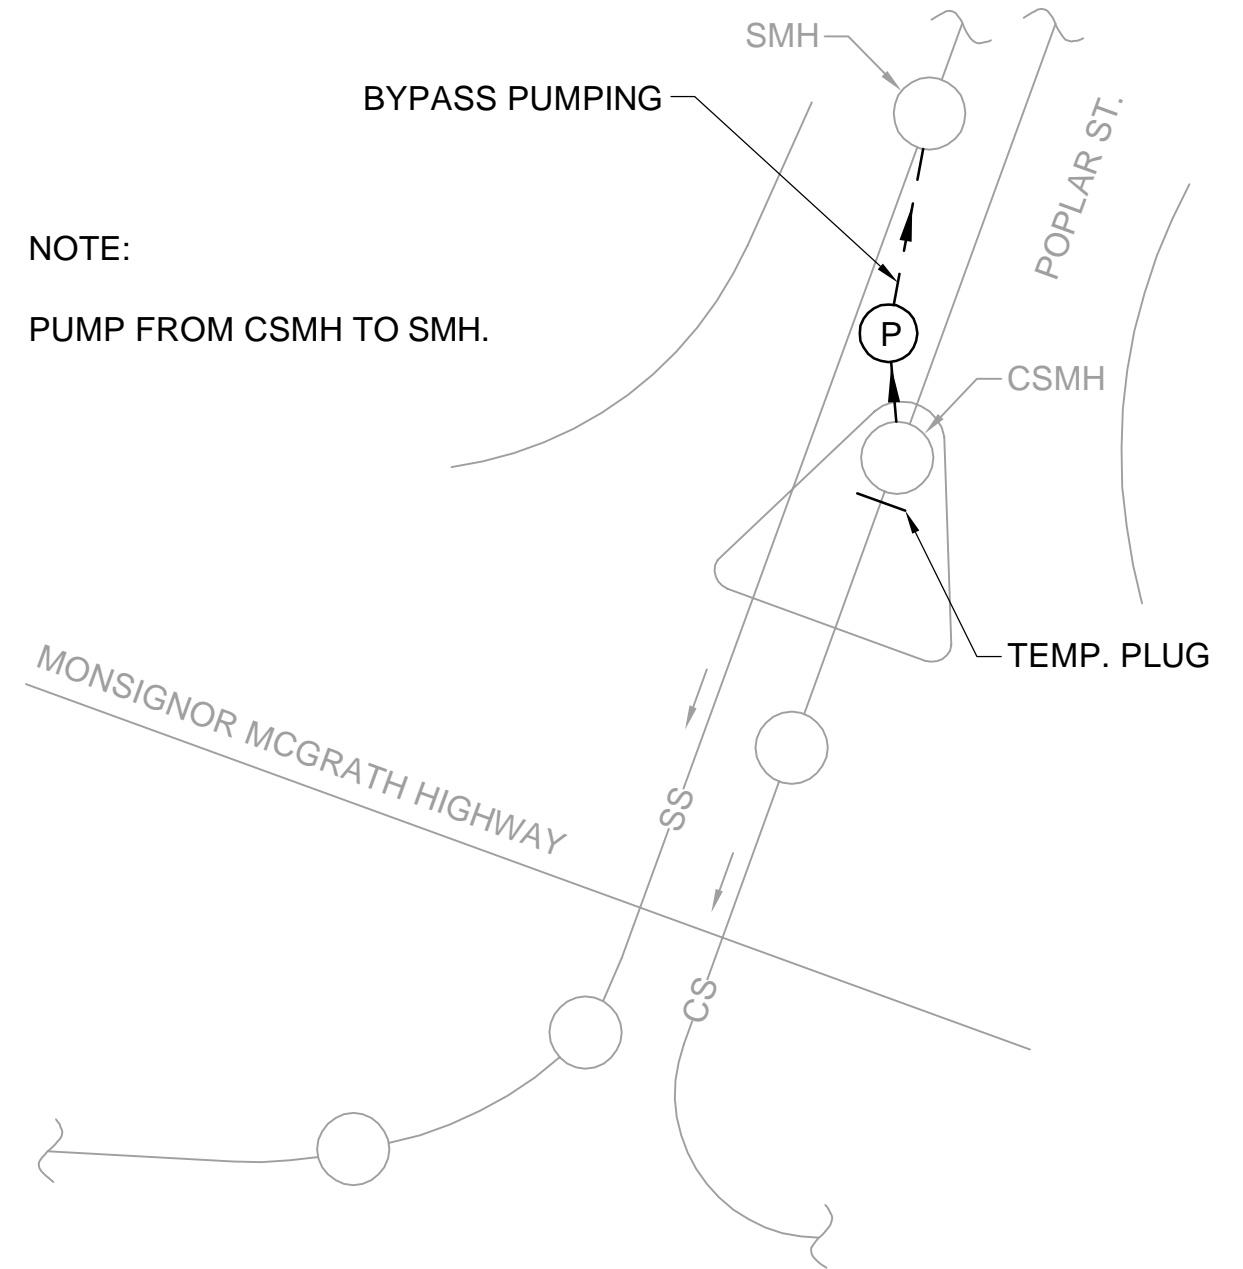 SMH
BYPASS PUMPING
POPLAR ST.
NOTE:
PUMP FROM CSMH TO SMH.
P
CSMH
TEMP. PLUG
MONSIGNOR MCGRATH HIGHWAY
SS
CS